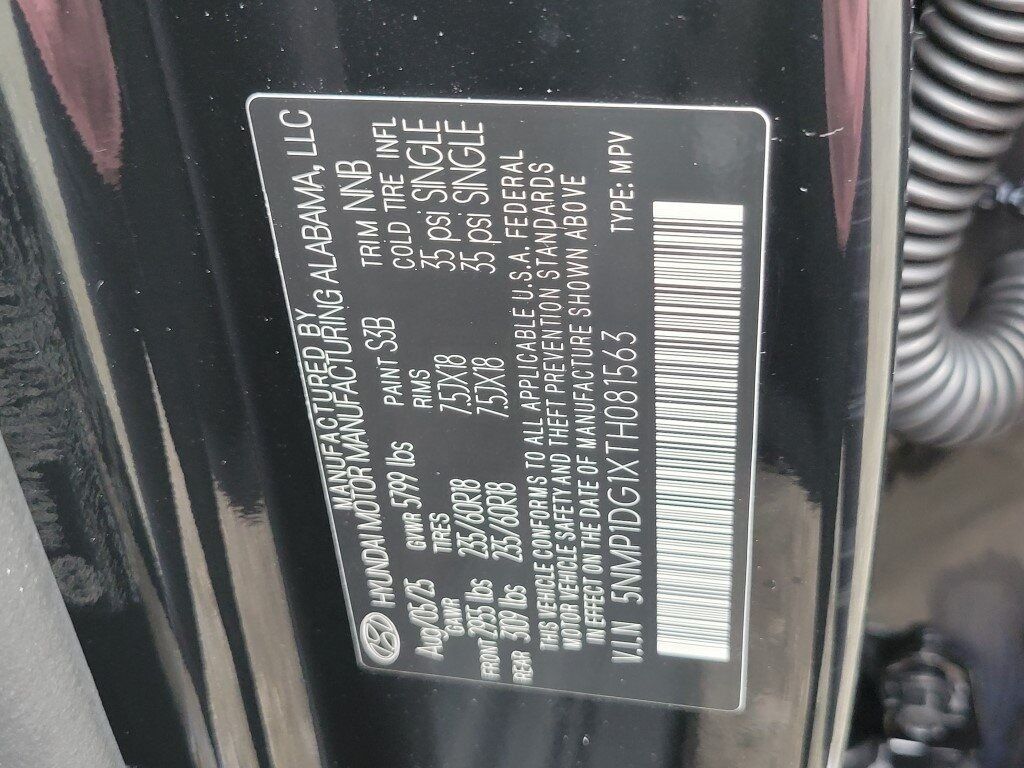 MANUFACTURED BY
HYUNDAI MOTOR MANUFACTURING ALABAMA, LLC
Aug/05/25 GVWR 5799 lbs PAINT S3B TRIM NNB
GAWR TIRES RIMS COLD TIRE INFL
FRONT 2955 lbs 235/60R18 7.5JX18 35 psi SINGLE
REAR 3091 lbs 235/60R18 7.5JX18 35 psi SINGLE
THIS VEHICLE CONFORMS TO ALL APPLICABLE U.S.A. FEDERAL
MOTOR VEHICLE SAFETY AND THEFT PREVENTION STANDARDS
IN EFFECT ON THE DATE OF MANUFACTURE SHOWN ABOVE
V.I.N 5NMP1DG1XTH081563 TYPE: MPV